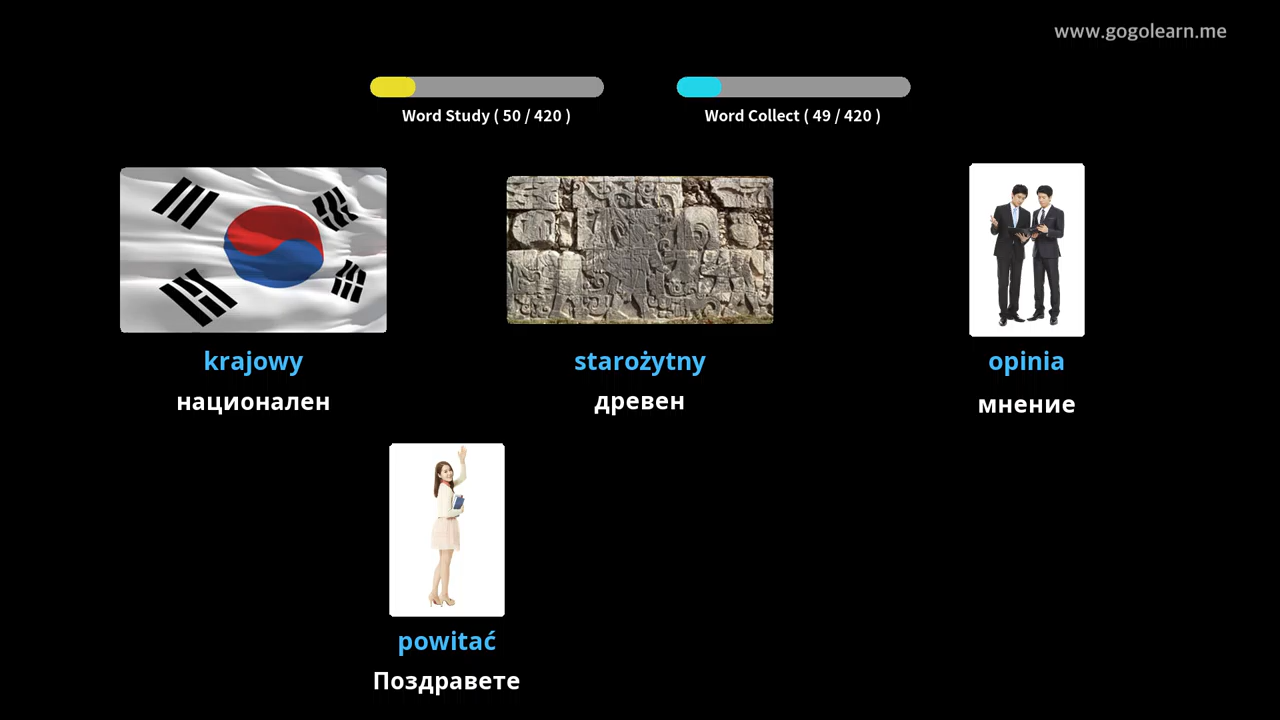 www.gogolearn.me
Word Study ( 50 / 420 )
Word Collect ( 49 / 420 )
krajowy
национален
starożytny
древен
opinia
мнение
powitać
Поздравете